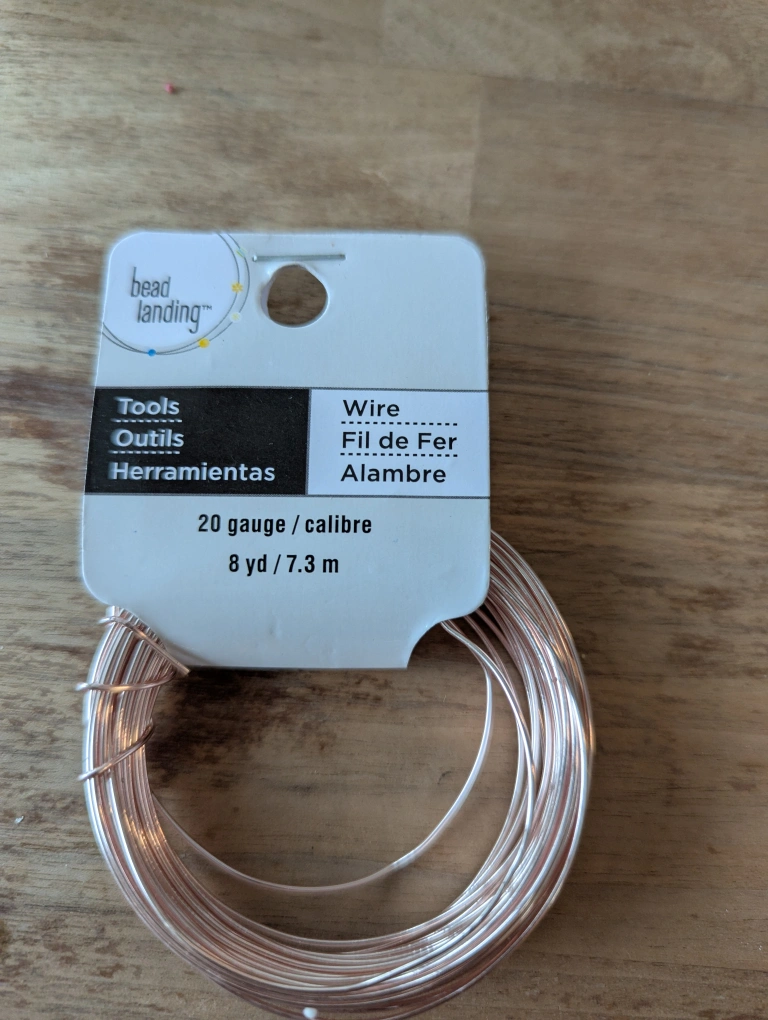 bead
landing™
Tools
Outils
Herramientas
Wire
Fil de Fer
Alambre
20 gauge / calibre
8 yd / 7.3 m